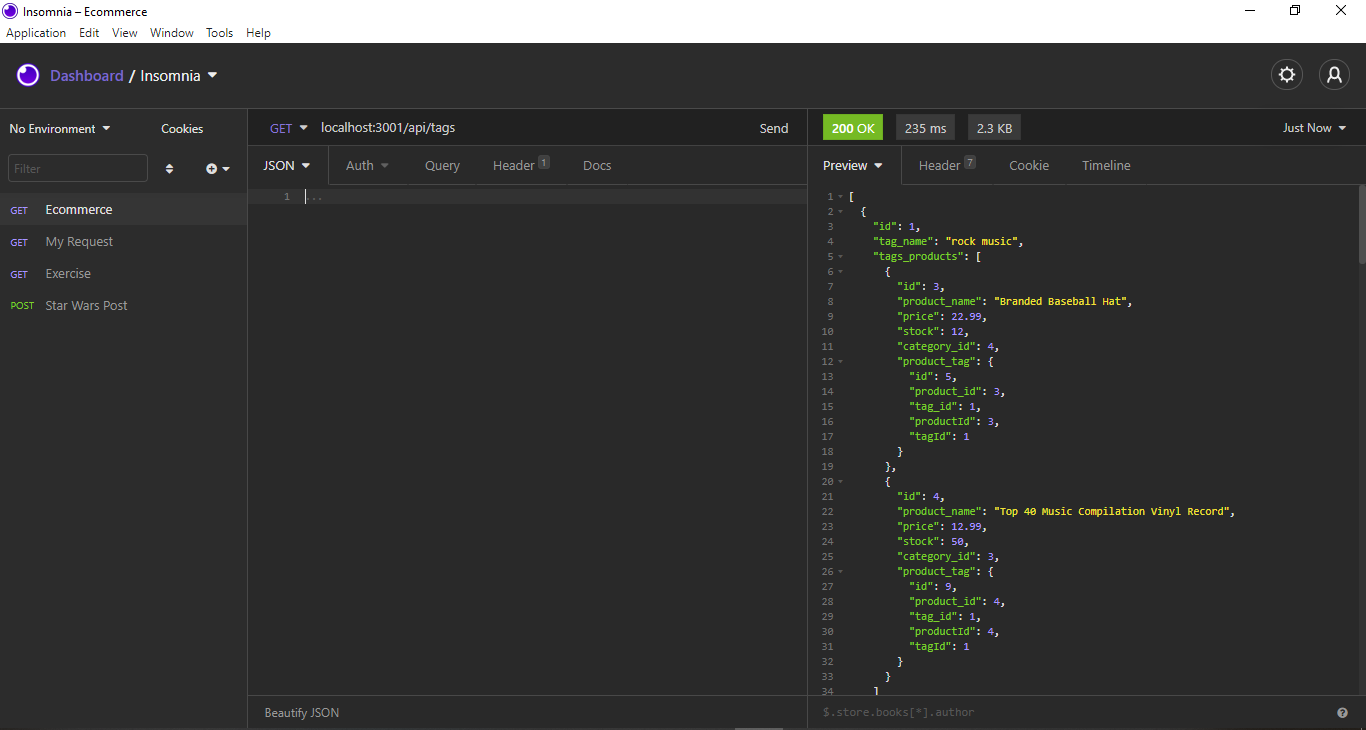 Insomnia – Ecommerce
Application Edit View Window Tools Help
Dashboard / Insomnia
No Environment Cookies
Filter
GET Ecommerce
GET My Request
GET Exercise
POST Star Wars Post
GET localhost:3001/api/tags Send
JSON Auth Query Header 1 Docs
1 ...
Beautify JSON
200 OK 235 ms 2.3 KB Just Now
Preview Header 7 Cookie Timeline
1 [
2 {
3 "id": 1,
4 "tag_name": "rock music",
5 "tags_products": [
6 {
7 "id": 3,
8 "product_name": "Branded Baseball Hat",
9 "price": 22.99,
10 "stock": 12,
11 "category_id": 4,
12 "product_tag": {
13 "id": 5,
14 "product_id": 3,
15 "tag_id": 1,
16 "productId": 3,
17 "tagId": 1
18 }
19 },
20 {
21 "id": 4,
22 "product_name": "Top 40 Music Compilation Vinyl Record",
23 "price": 12.99,
24 "stock": 50,
25 "category_id": 3,
26 "product_tag": {
27 "id": 9,
28 "product_id": 4,
29 "tag_id": 1,
30 "productId": 4,
31 "tagId": 1
32 }
33 }
34 ]
$.store.books[*].author